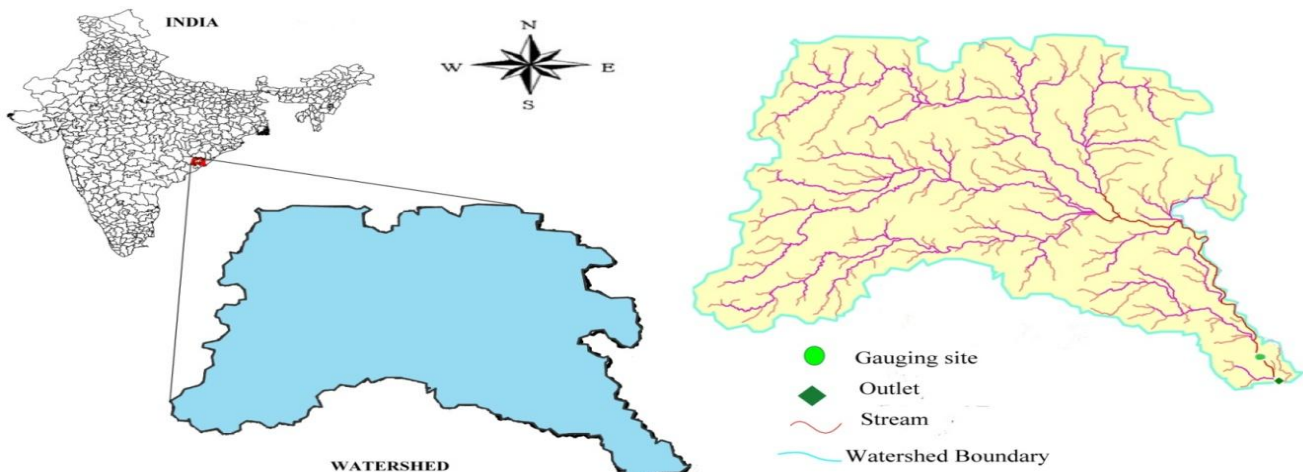 INDIA
N
W E
S
WATERSHED
Gauging site
Outlet
Stream
Watershed Boundary